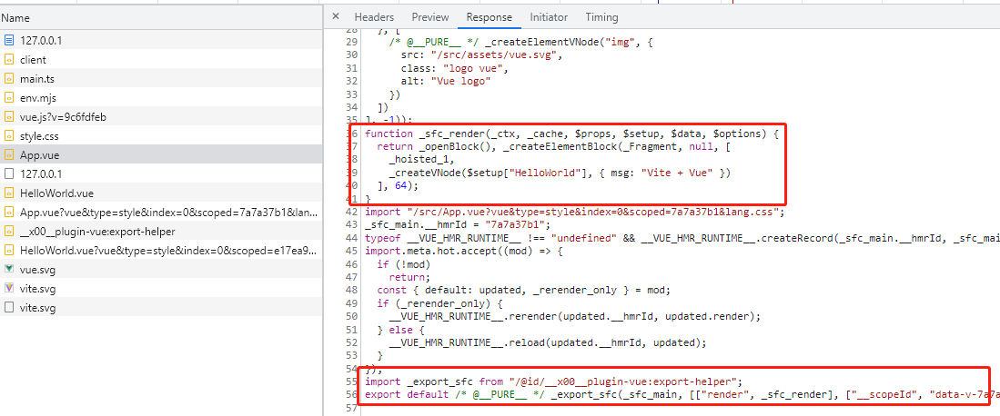 Name
127.0.0.1
client
main.ts
env.mjs
vue.js?v=9c6fdfeb
style.css
App.vue
127.0.0.1
HelloWorld.vue
App.vue?vue&type=style&index=0&scoped=7a7a37b1&lang....
__x00__plugin-vue:export-helper
HelloWorld.vue?vue&type=style&index=0&scoped=e17ea9...
vue.svg
vite.svg
vite.svg
× Headers Preview Response Initiator Timing
28 }, [
29 /* @__PURE__ */ _createElementVNode("img", {
30 src: "/src/assets/vue.svg",
31 class: "logo vue",
32 alt: "Vue logo"
33 })
34 ])
35 ], -1));
36 function _sfc_render(_ctx, _cache, $props, $setup, $data, $options) {
37 return _openBlock(), _createElementBlock(_Fragment, null, [
38 _hoisted_1,
39 _createVNode($setup["HelloWorld"], { msg: "Vite + Vue" })
40 ], 64);
41 }
42 import "/src/App.vue?vue&type=style&index=0&scoped=7a7a37b1&lang.css";
43 _sfc_main.__hmrId = "7a7a37b1";
44 typeof __VUE_HMR_RUNTIME__ !== "undefined" && __VUE_HMR_RUNTIME__.createRecord(_sfc_main.__hmrId, _sfc_mai
45 import.meta.hot.accept((mod) => {
46 if (!mod)
47 return;
48 const { default: updated, _rerender_only } = mod;
49 if (_rerender_only) {
50 __VUE_HMR_RUNTIME__.rerender(updated.__hmrId, updated.render);
51 } else {
52 __VUE_HMR_RUNTIME__.reload(updated.__hmrId, updated);
53 }
54 });
55 import _export_sfc from "/@id/__x00__plugin-vue:export-helper";
56 export default /* @__PURE__ */ _export_sfc(_sfc_main, [["render", _sfc_render], ["__scopeId", "data-v-7a7a
57